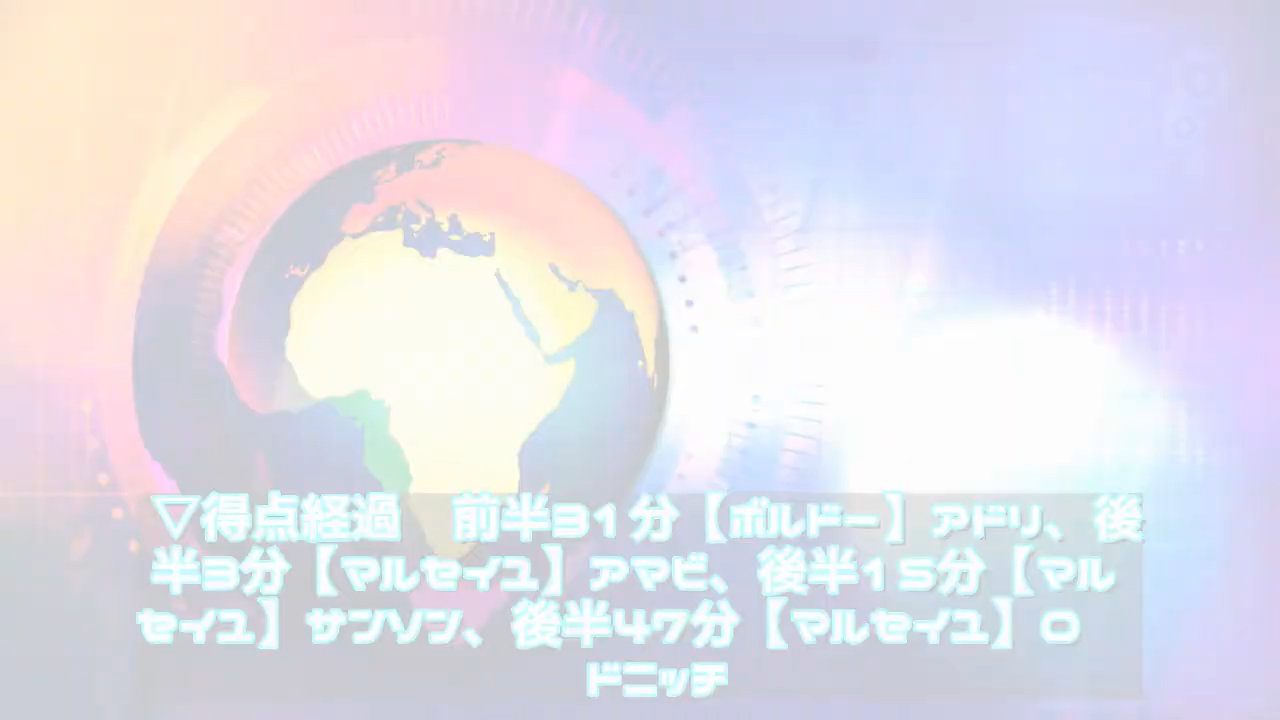 ▽得点経過　前半31分【ボルドー】アドリ、後
半3分【マルセイユ】アマビ、後半15分【マル
セイユ】サンソン、後半47分【マルセイユ】O
ドニッチ